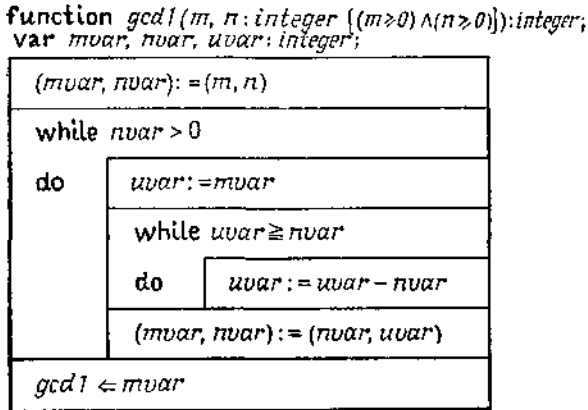 function gcd1(m, n: integer {(m≥0) ∧(n≥0)}):integer;
var mvar, nvar, uvar: integer;
(mvar, nvar): =(m, n)
while nvar > 0
do uvar: =mvar
while uvar ≧ nvar
do uvar : = uvar – nvar
(mvar, nvar) : = (nvar, uvar)
gcd1 ⇐ mvar